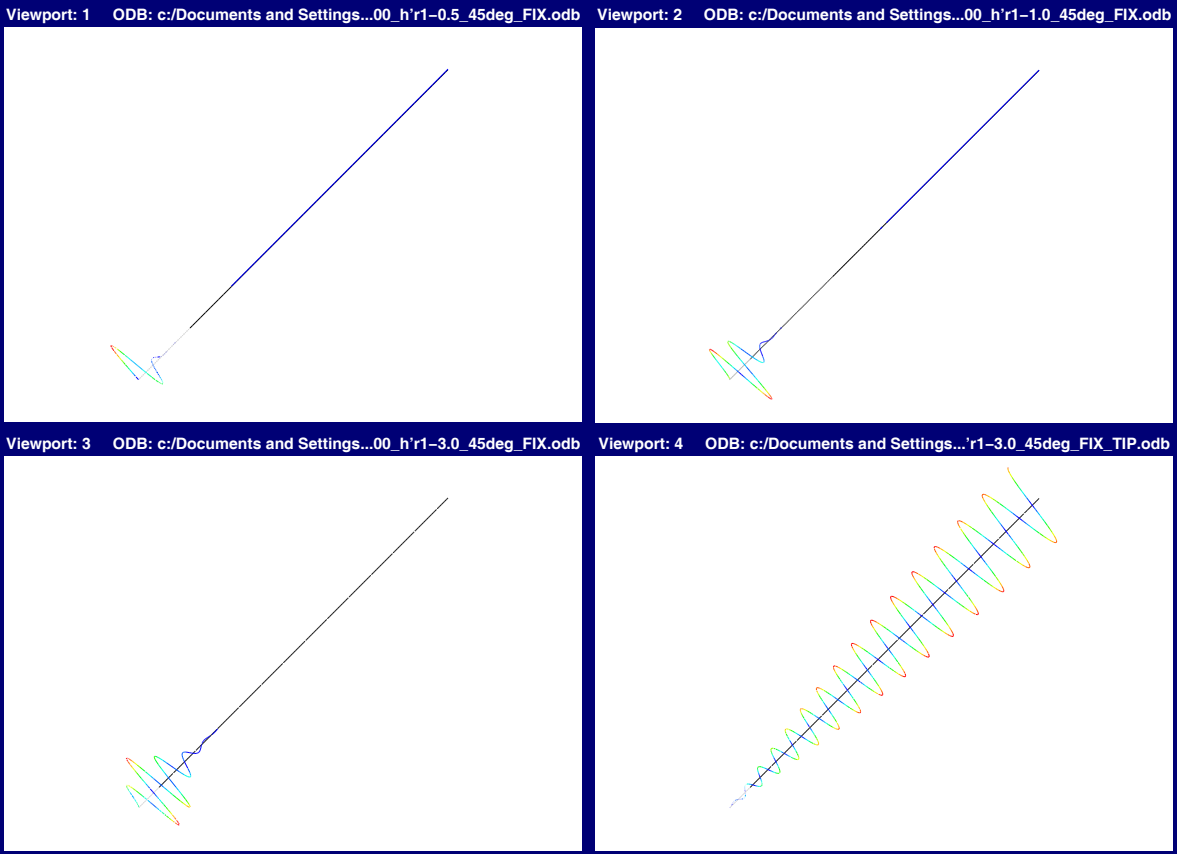 Viewport: 1 ODB: c:/Documents and Settings...00_h'r1−0.5_45deg_FIX.odb
Viewport: 2 ODB: c:/Documents and Settings...00_h'r1−1.0_45deg_FIX.odb
Viewport: 3 ODB: c:/Documents and Settings...00_h'r1−3.0_45deg_FIX.odb
Viewport: 4 ODB: c:/Documents and Settings...'r1−3.0_45deg_FIX_TIP.odb